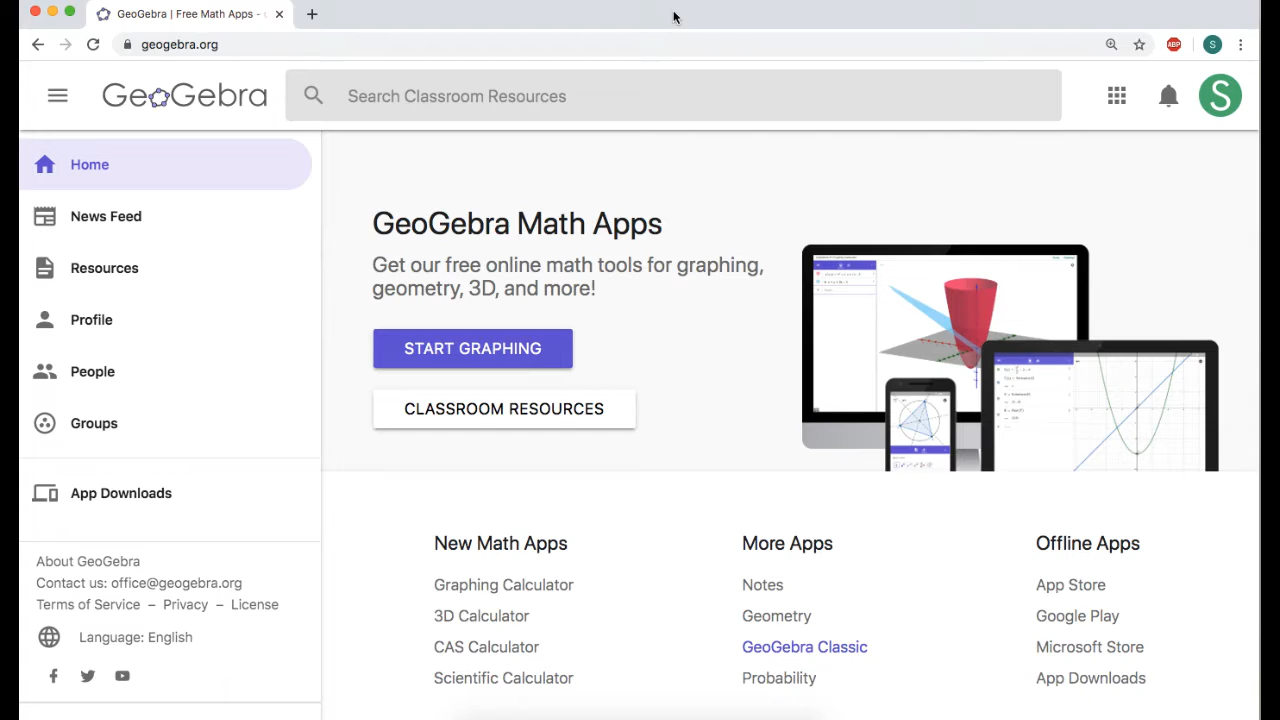 GeoGebra | Free Math Apps -
geogebra.org
ABP
S
GeoGebra
Search Classroom Resources
S
Home
News Feed
Resources
Profile
People
Groups
App Downloads
About GeoGebra
Contact us: office@geogebra.org
Terms of Service – Privacy – License
Language: English
GeoGebra Math Apps
Get our free online math tools for graphing,
geometry, 3D, and more!
START GRAPHING
CLASSROOM RESOURCES
New Math Apps
Graphing Calculator
3D Calculator
CAS Calculator
Scientific Calculator
More Apps
Notes
Geometry
GeoGebra Classic
Probability
Offline Apps
App Store
Google Play
Microsoft Store
App Downloads